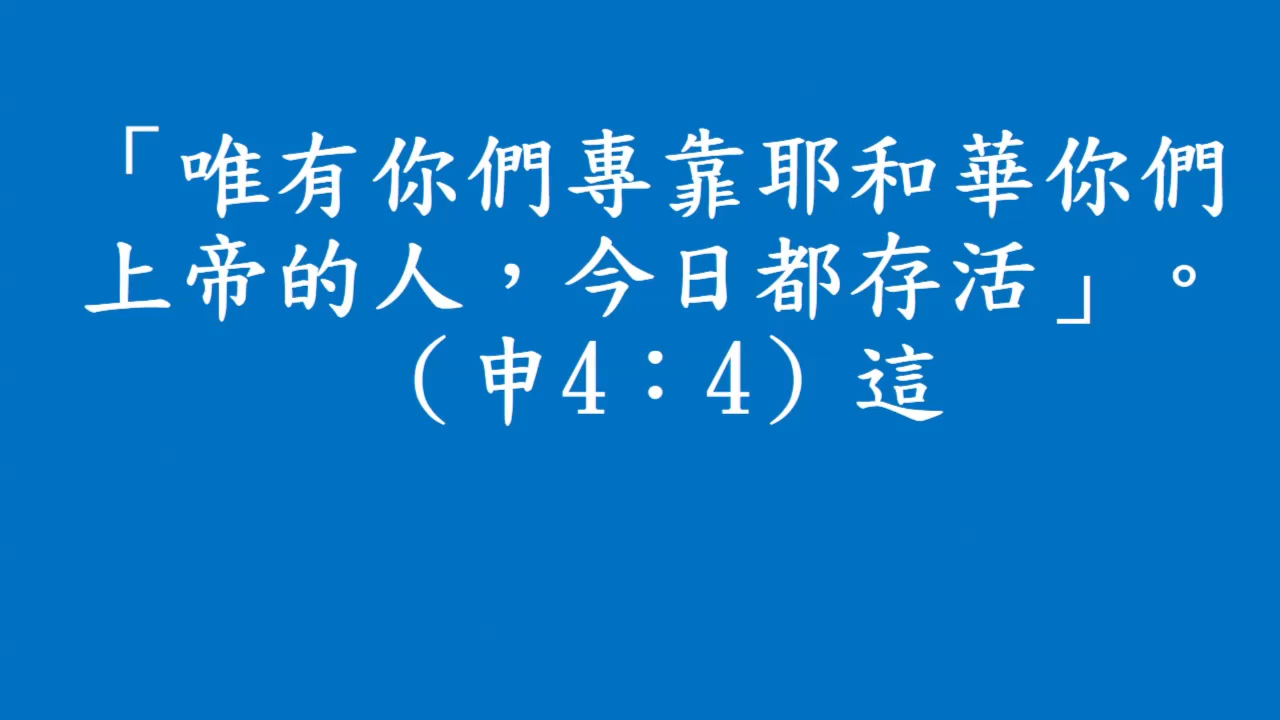 「唯有你們專靠耶和華你們
上帝的人，今日都存活」。
（申4：4）這